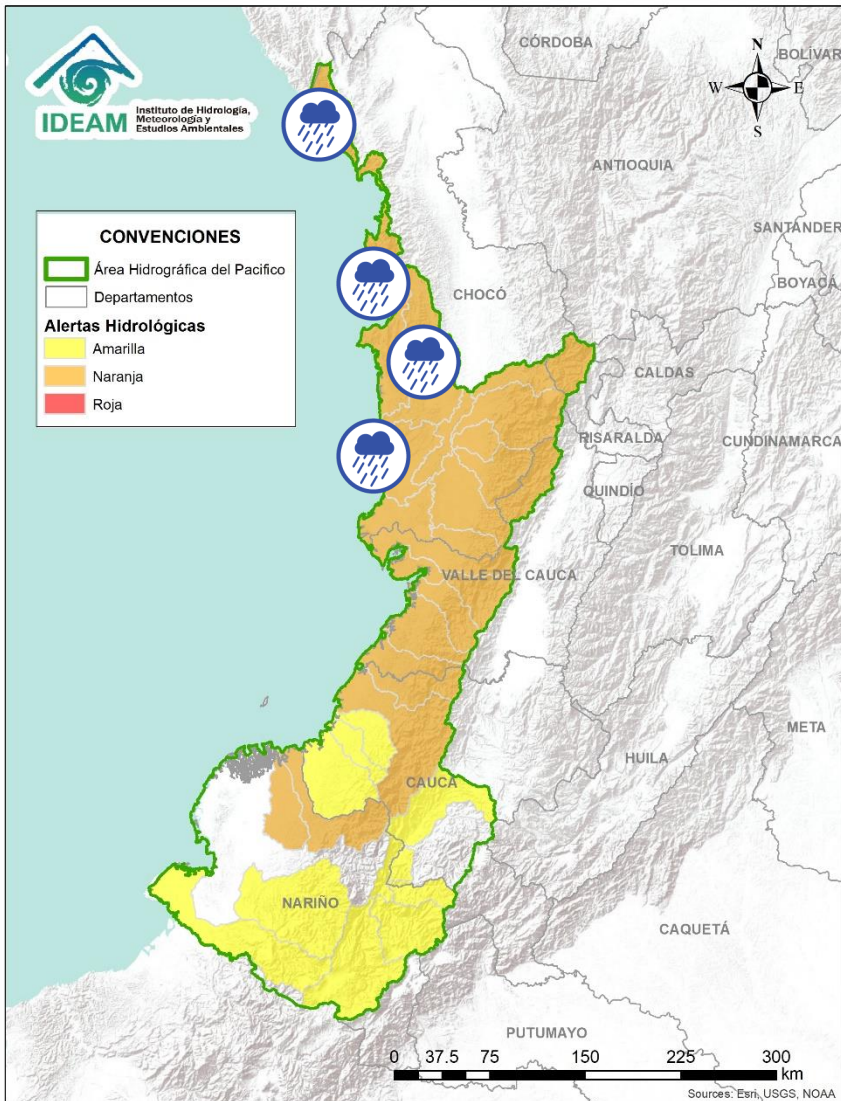 IDEAM
Instituto de Hidrología,
Meteorología y
Estudios Ambientales
N
W E
S
CÓRDOBA
BOLÍVAR
ANTIOQUIA
SANTANDER
BOYACÁ
CHOCÓ
CALDAS
RISARALDA
CUNDINAMARCA
QUINDÍO
TOLIMA
VALLE DEL CAUCA
META
HUILA
CAUCA
NARIÑO
CAQUETÁ
PUTUMAYO
CONVENCIONES
Área Hidrográfica del Pacifico
Departamentos
Alertas Hidrológicas
Amarilla
Naranja
Roja
0 37.5 75 150 225 300
km
Sources: Esri, USGS, NOAA